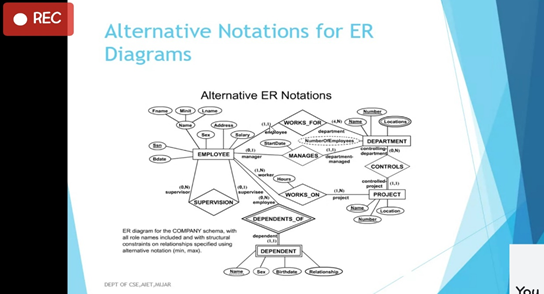 REC
Alternative Notations for ER
Diagrams
Alternative ER Notations
Fname
Minit
Lname
Name
Address
Sex
Salary
Ssn
Bdate
EMPLOYEE
WORKS_FOR
(1,1)
employee
(4,N)
department
StartDate
NumberOfEmployees
Number
Name
Locations
DEPARTMENT
(0,1)
manager
MANAGES
(1,1)
department-
managed
controlling-
department
(0,N)
CONTROLS
(1,N)
worker
Hours
WORKS_ON
(1,N)
project
controlled-
project
(1,1)
PROJECT
Name
Location
Number
(0,N)
supervisor
(0,1)
supervisee
SUPERVISION
(0,N)
employee
DEPENDENTS_OF
dependent
(1,1)
DEPENDENT
Name
Sex
Birthdate
Relationship
ER diagram for the COMPANY schema, with
all role names included and with structural
constraints on relationships specified using
alternative notation (min, max).
DEPT OF CSE,AIET,MIJAR
You